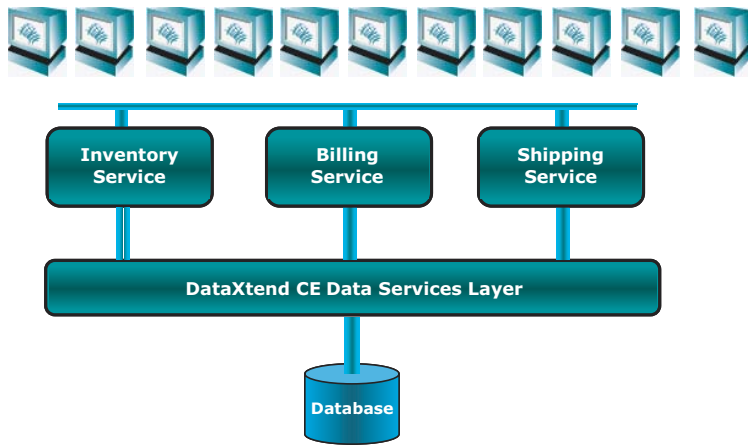 Inventory
Service
Billing
Service
Shipping
Service
DataXtend CE Data Services Layer
Database